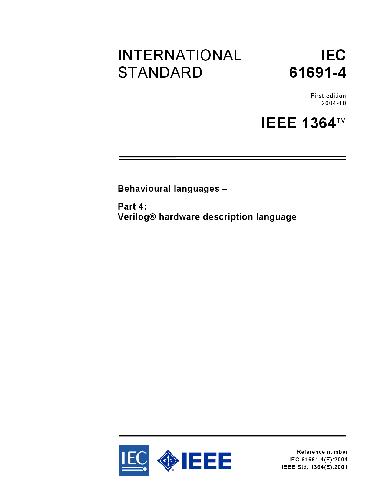 INTERNATIONAL
STANDARD
IEC
61691-4
First edition
2004-10
IEEE 1364™
Behavioural languages –
Part 4:
Verilog® hardware description language
IEC
IEEE
Reference number
IEC 61691-4(E):2004
IEEE Std. 1364(E):2001